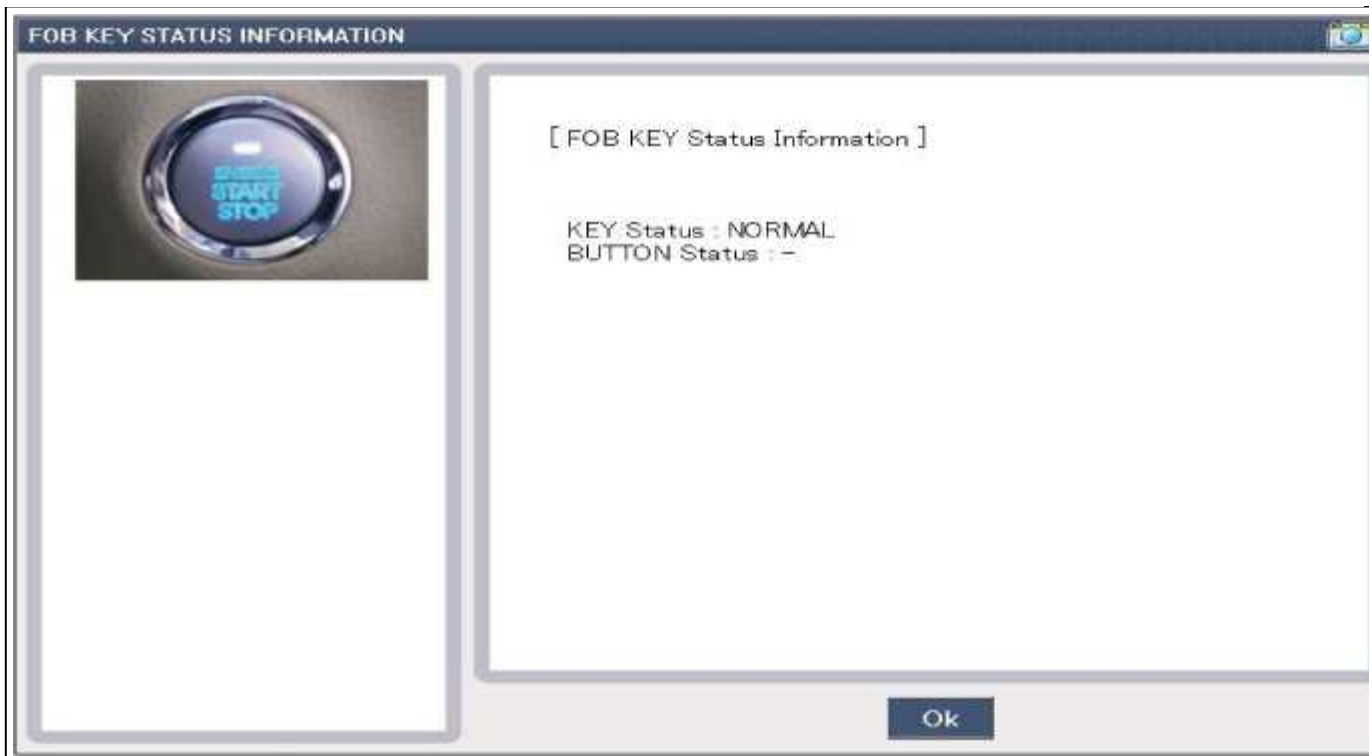 FOB KEY STATUS INFORMATION
START
STOP
[ FOB KEY Status Information ]
KEY Status : NORMAL
BUTTON Status : -
Ok